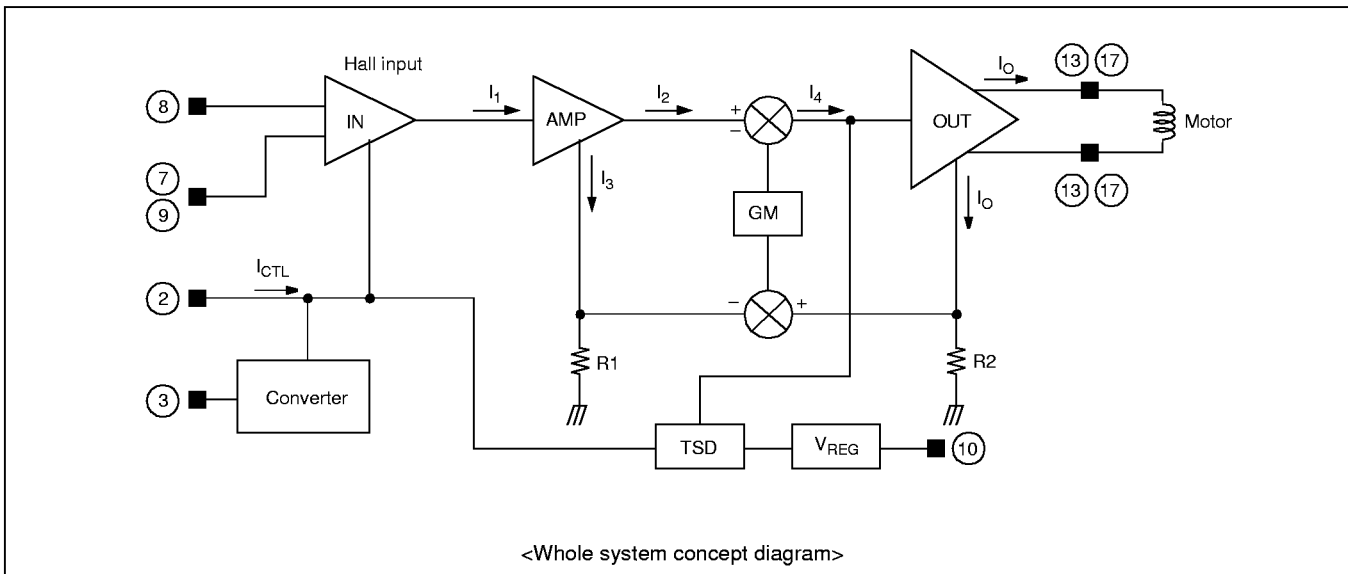 Hall input
8
IN
I1
AMP
I2
+
−
I4
OUT
IO
13 17
Motor
7
9
I3
GM
13 17
IO
2
ICTL
−
+
R1
R2
3
Converter
TSD
VREG
10
<Whole system concept diagram>